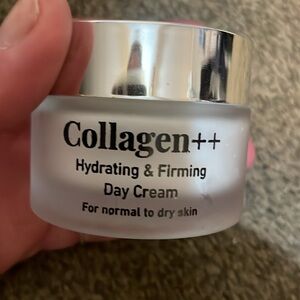 Collagen++
Hydrating & Firming
Day Cream
For normal to dry skin